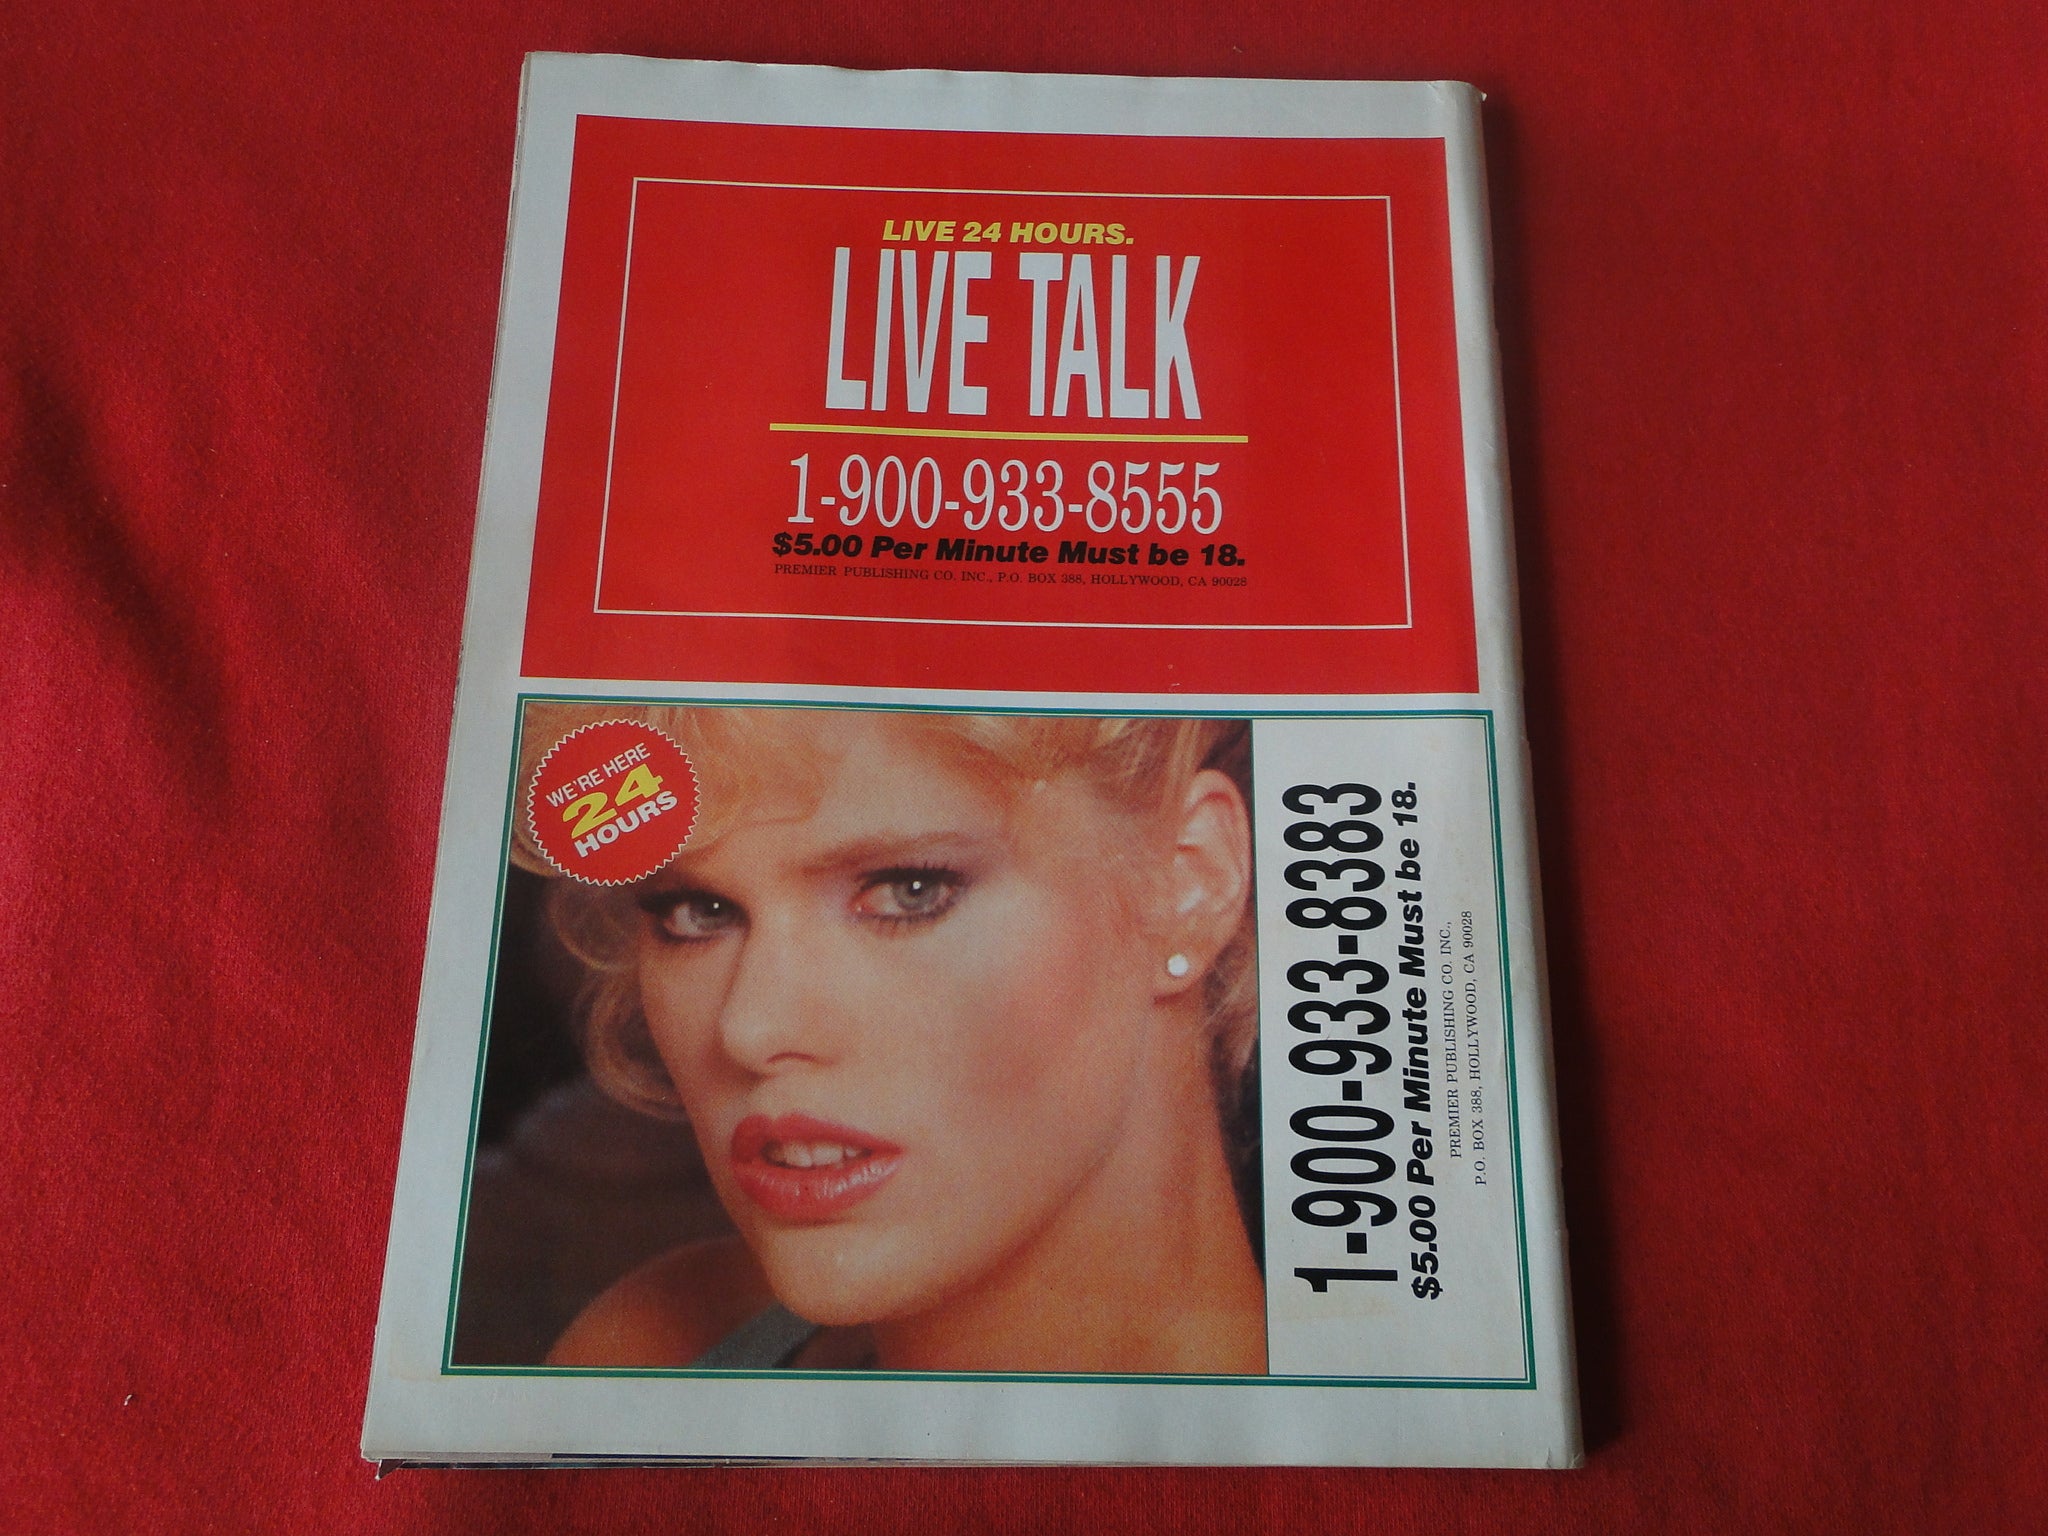 LIVE 24 HOURS.
LIVE TALK
1-900-933-8555
$5.00 Per Minute Must be 18.
PREMIER PUBLISHING CO. INC., P.O. BOX 388, HOLLYWOOD, CA 90028
WE'RE HERE
24
HOURS
1-900-933-8383
$5.00 Per Minute Must be 18.
PREMIER PUBLISHING CO. INC.,
P.O. BOX 388, HOLLYWOOD, CA 90028